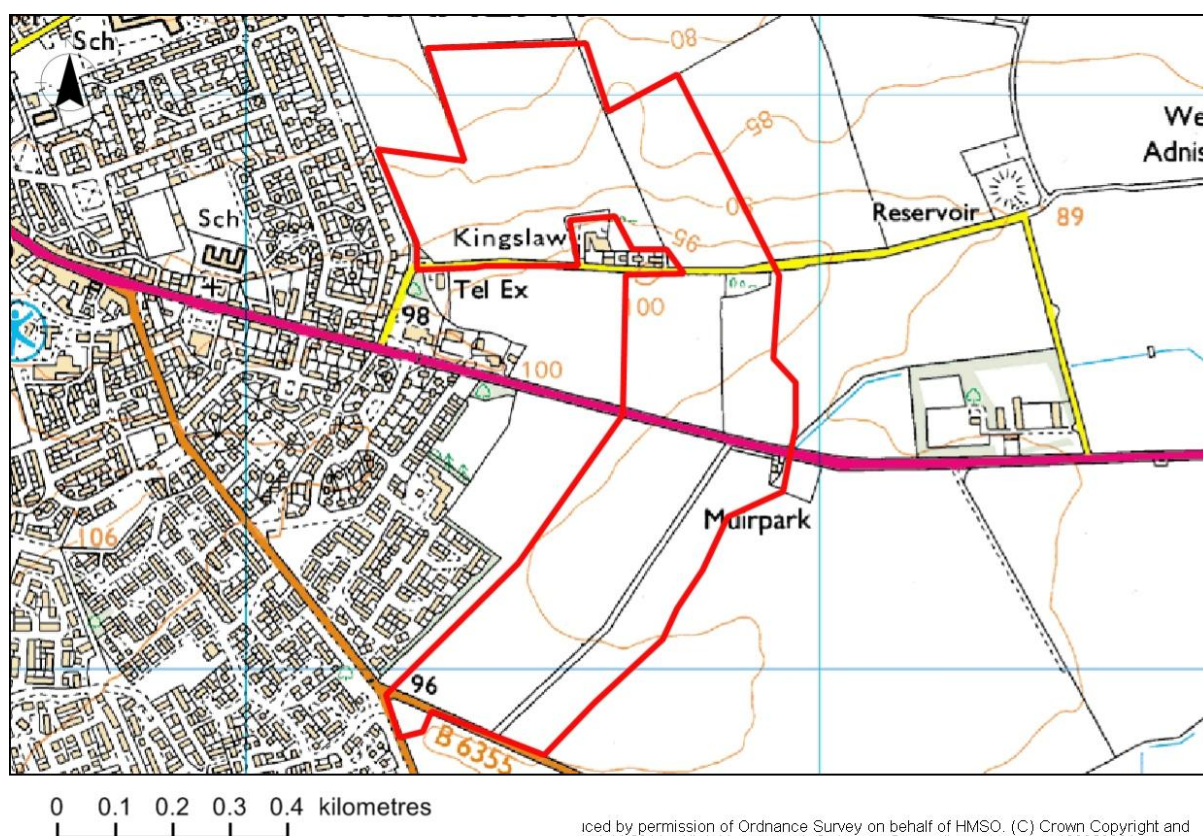 Sch
80
85
We
Adnis
90
Sch
Reservoir
89
Kingslaw
95
Tel Ex
100
98
100
Muirpark
106
96
B 6355
0 0.1 0.2 0.3 0.4 kilometres
uced by permission of Ordnance Survey on behalf of HMSO. (C) Crown Copyright and